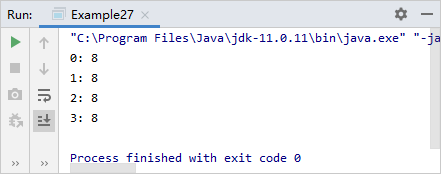 Run: Example27
"C:\Program Files\Java\jdk-11.0.11\bin\java.exe" "-ja
0: 8
1: 8
2: 8
3: 8
Process finished with exit code 0